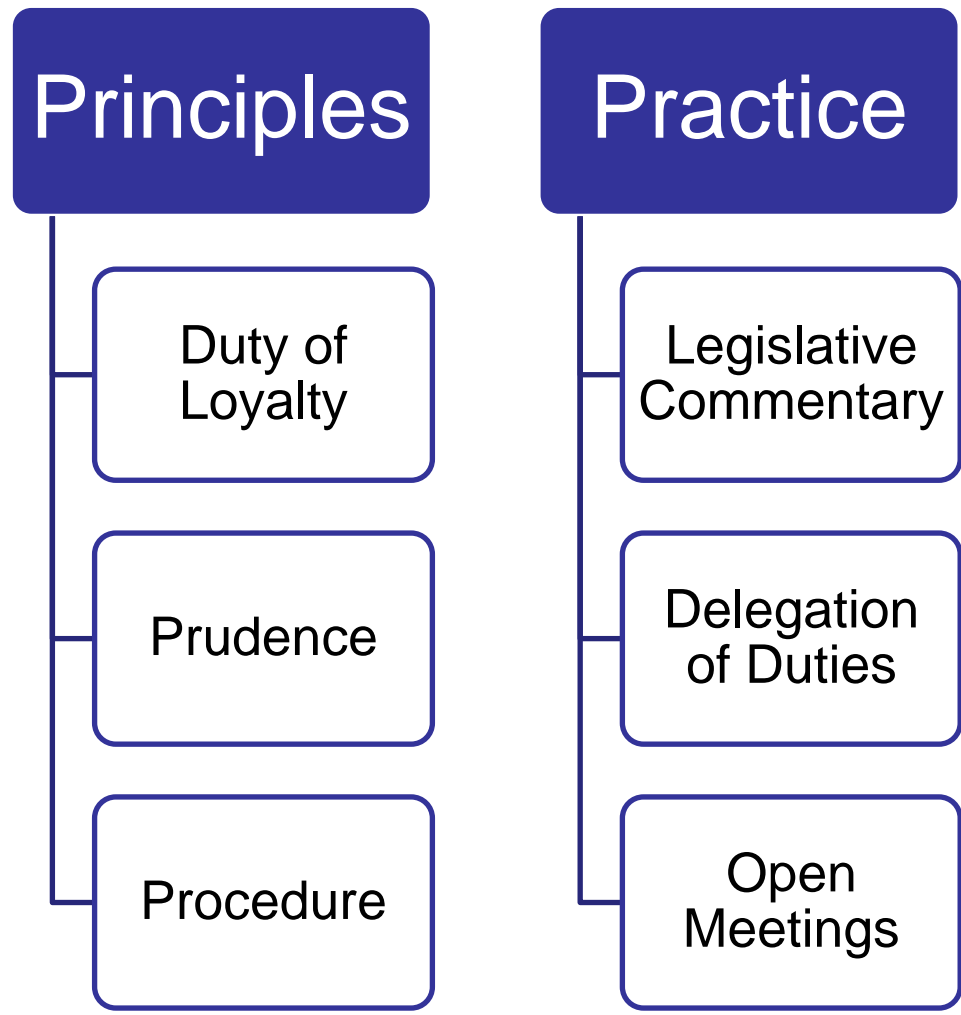 Principles
Duty of
Loyalty
Prudence
Procedure
Practice
Legislative
Commentary
Delegation
of Duties
Open
Meetings